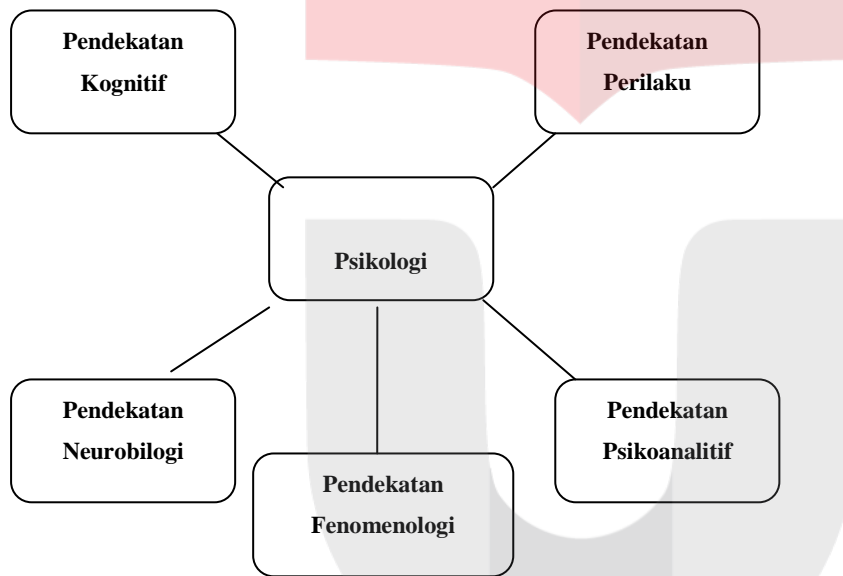 Pendekatan
Kognitif
Pendekatan
Perilaku
Psikologi
Pendekatan
Neurobilogi
Pendekatan
Fenomenologi
Pendekatan
Psikoanalitif